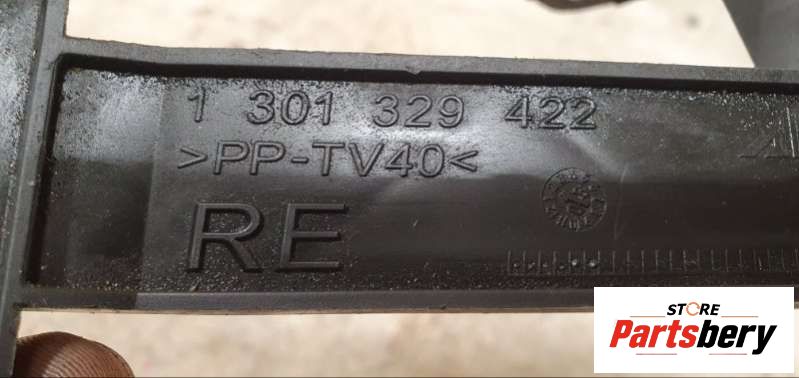 1 301 329 422
>PP-TV40<
RE
STORE
Partsbery